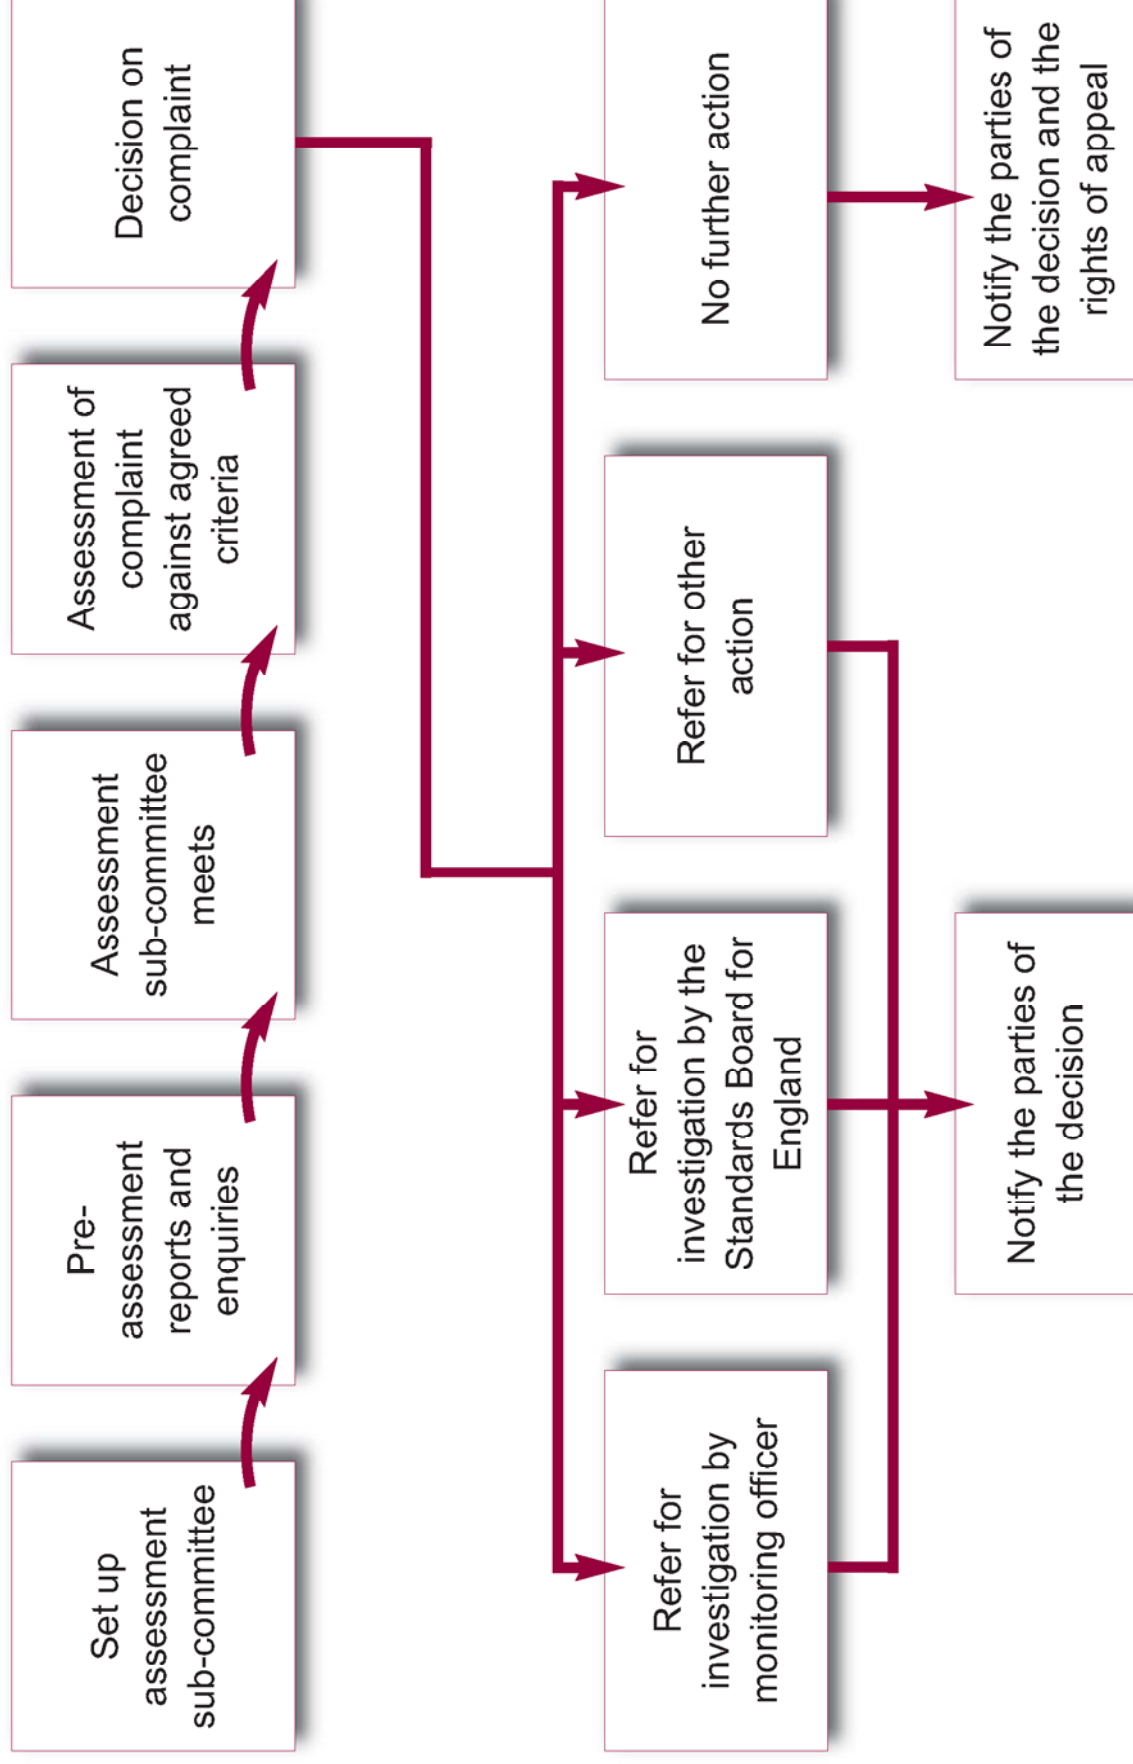 Set up
assessment
sub-committee
Pre-
assessment
reports and
enquiries
Assessment
sub-committee
meets
Assessment of
complaint
against agreed
criteria
Decision on
complaint
Refer for
investigation by
monitoring officer
Refer for
investigation by the
Standards Board for
England
Refer for other
action
No further action
Notify the parties of
the decision
Notify the parties of
the decision and the
rights of appeal